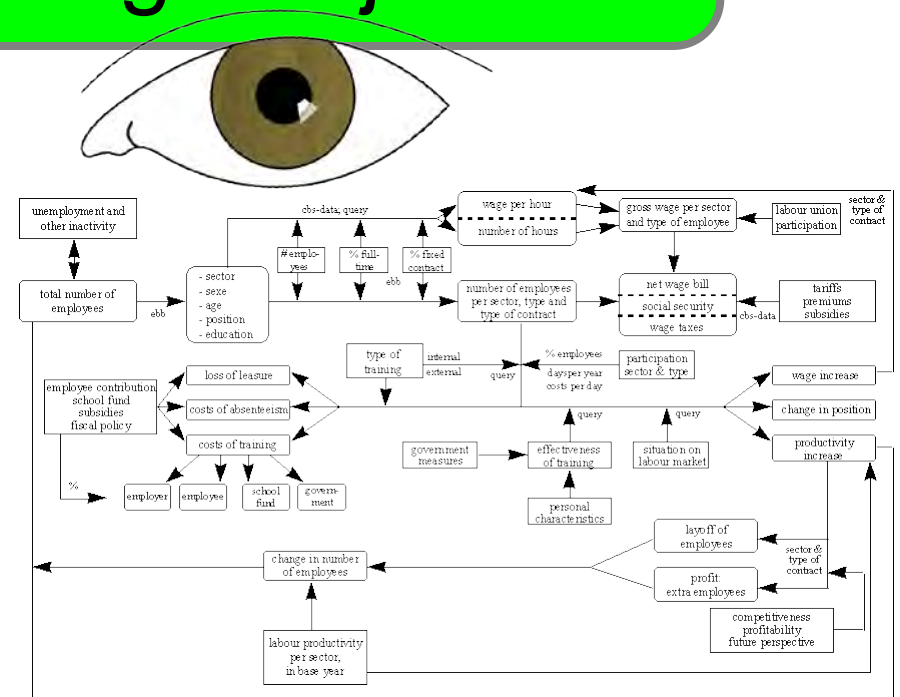 cbs-data; query
wage per hour
number of hours
gross wage per sector
and type of employee
labour union
participation
sector &
type of
contract
unemployment and
other inactivity
# emplo-
yees
% full-
time
% fixed
contract
ebb
total number of
employees
ebb
- sector
- sexe
- age
- position
- education
number of employees
per sector, type and
type of contract
net wage bill
social security
wage taxes
cbs-data
tariffs
premiums
subsidies
type of
training
internal
external
query
% employees
days per year
costs per day
participation
sector & type
employee contribution
school fund
subsidies
fiscal policy
loss of leasure
costs of absenteeism
costs of training
wage increase
change in position
productivity
increase
query
query
government
measures
effectiveness
of training
situation on
labour market
%
employer
employee
school
fund
govern-
ment
personal
characteristics
layoff of
employees
sector &
type of
contract
change in number
of employees
profit:
extra employees
competitiveness
profitability
future perspective
labour productivity
per sector,
in base year